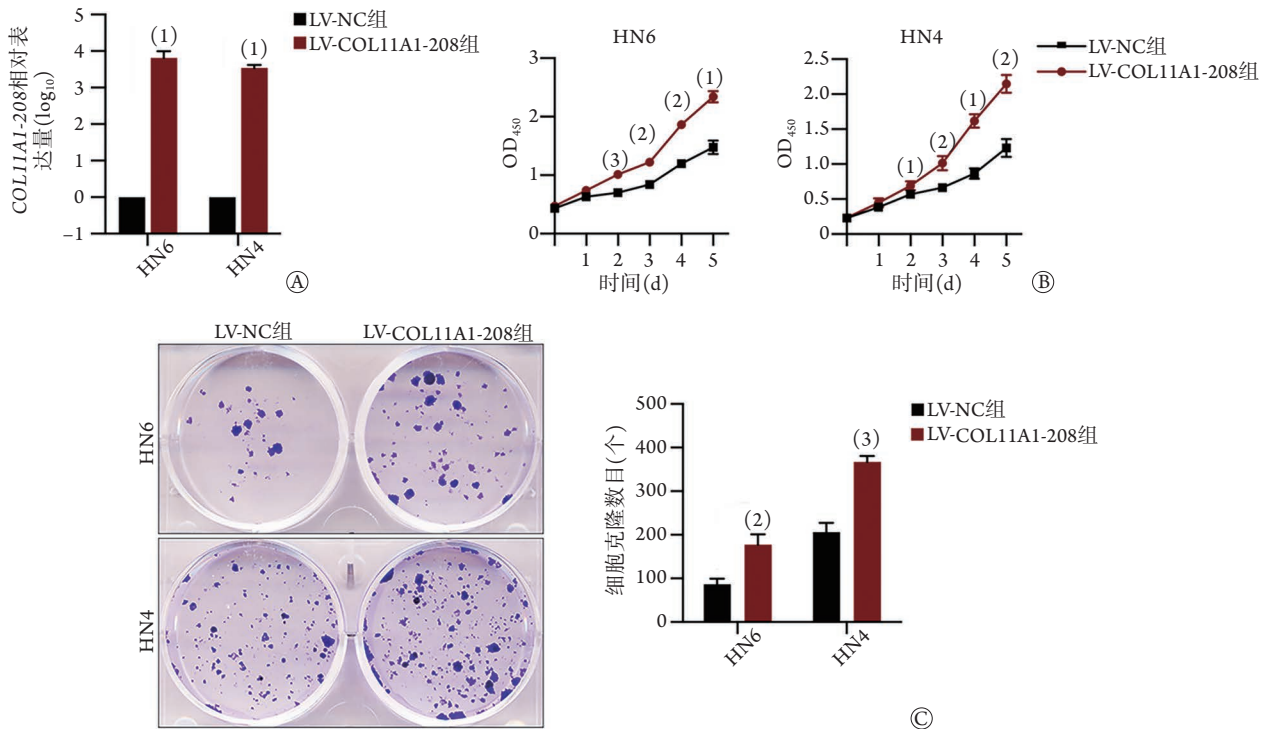 COL11A1-208相对表
达量(log₁₀)
5
4
3
2
1
0
−1
(1)
(1)
HN6
HN4
LV-NC组
LV-COL11A1-208组
Ⓐ
HN6
OD₄₅₀
3
2
1
0
(3)
(2)
(2)
(1)
1 2 3 4 5
时间(d)
HN4
OD₄₅₀
2.5
2.0
1.5
1.0
0.5
0
(1)
(2)
(1)
(2)
1 2 3 4 5
时间(d)
LV-NC组
LV-COL11A1-208组
Ⓑ
LV-NC组 LV-COL11A1-208组
HN6
HN4
细胞克隆数目(个)
500
400
300
200
100
0
(2)
(3)
HN6
HN4
LV-NC组
LV-COL11A1-208组
Ⓒ